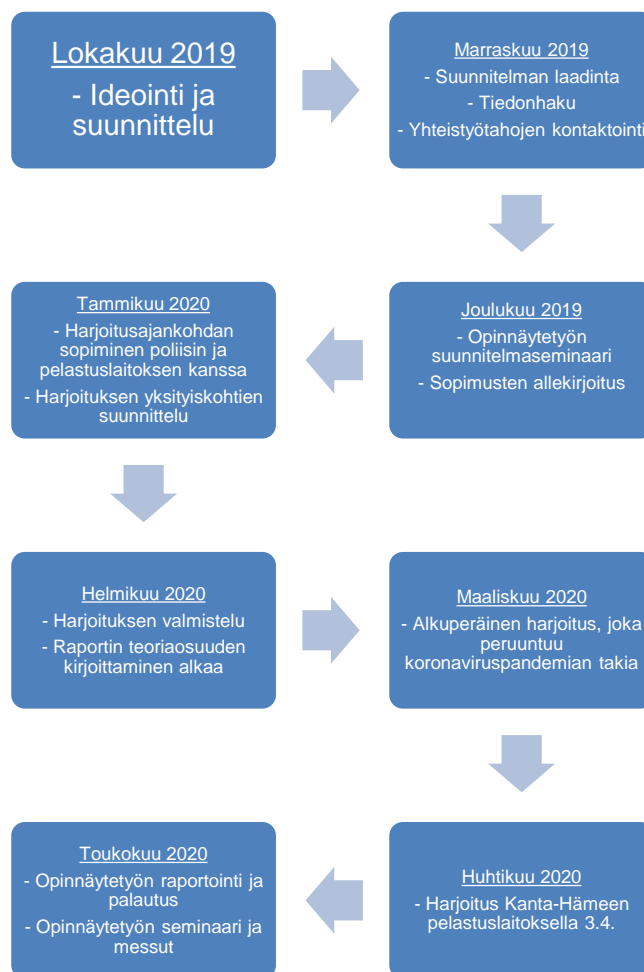 Lokakuu 2019
- Ideointi ja
suunnittelu
Marraskuu 2019
- Suunnitelman laadinta
- Tiedonhaku
- Yhteistyötahojen kontaktointi
Joulukuu 2019
- Opinnäytetyön
suunnitelmaseminaari
- Sopimusten allekirjoitus
Tammikuu 2020
- Harjoitusajankohdan
sopiminen poliisin ja
pelastuslaitoksen kanssa
- Harjoituksen yksityiskohtien
suunnittelu
Helmikuu 2020
- Harjoituksen valmistelu
- Raportin teoriaosuuden
kirjoittaminen alkaa
Maaliskuu 2020
- Alkuperäinen harjoitus, joka
peruuntuu
koronaviruspandemian takia
Huhtikuu 2020
- Harjoitus Kanta-Hämeen
pelastuslaitoksella 3.4.
Toukokuu 2020
- Opinnäytetyön raportointi ja
palautus
- Opinnäytetyön seminaari ja
messut